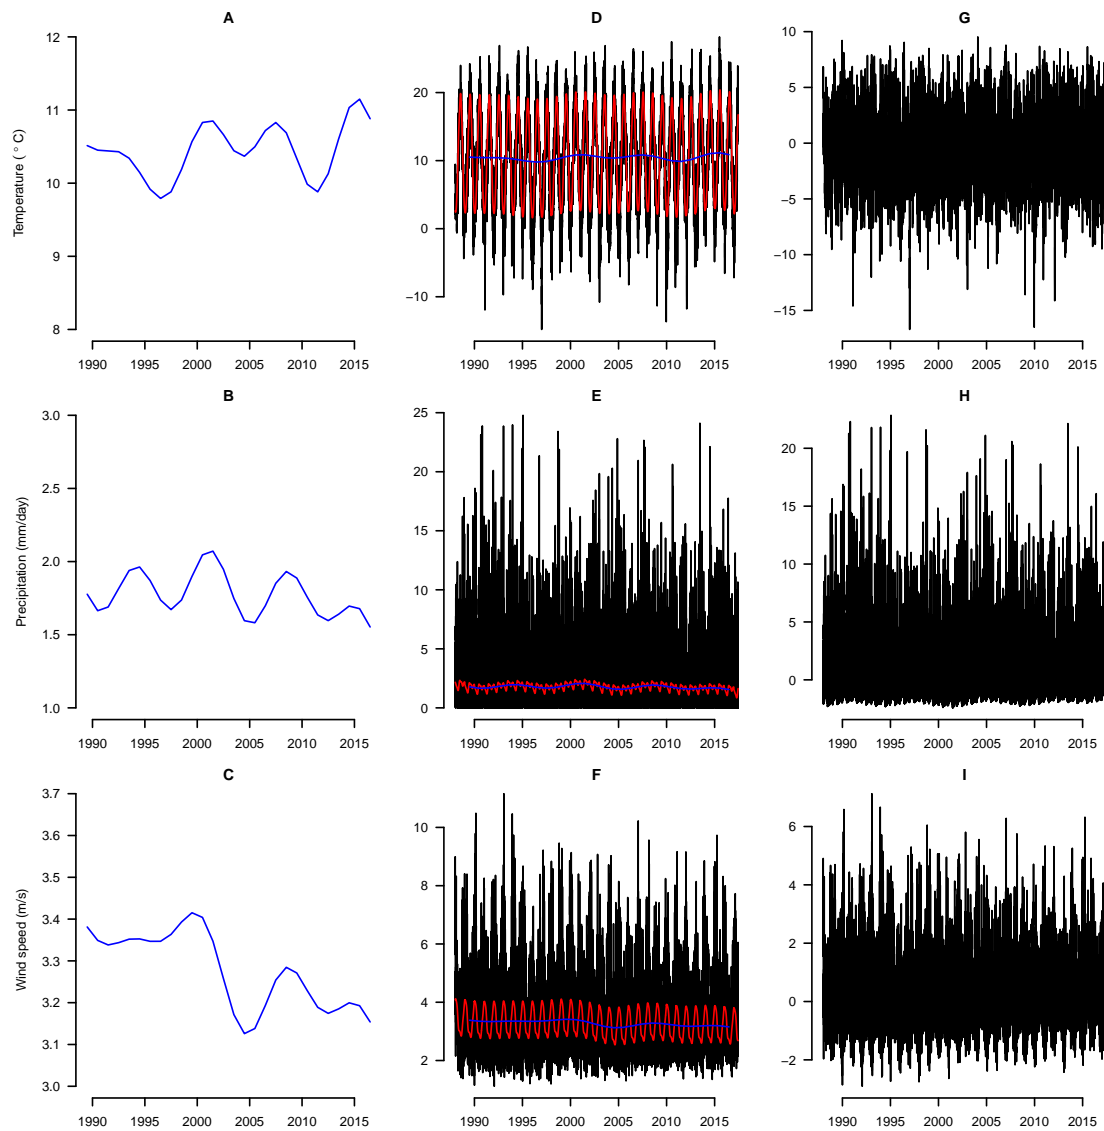 A
Temperature ( ° C)
12
11
10
9
8
1990 1995 2000 2005 2010 2015
D
20
10
0
−10
1990 1995 2000 2005 2010 2015
G
10
5
0
−5
−10
−15
1990 1995 2000 2005 2010 2015
B
Precipitation (mm/day)
3.0
2.5
2.0
1.5
1.0
1990 1995 2000 2005 2010 2015
E
25
20
15
10
5
0
1990 1995 2000 2005 2010 2015
H
20
15
10
5
0
1990 1995 2000 2005 2010 2015
C
Wind speed (m/s)
3.7
3.6
3.5
3.4
3.3
3.2
3.1
3.0
1990 1995 2000 2005 2010 2015
F
10
8
6
4
2
1990 1995 2000 2005 2010 2015
I
6
4
2
0
−2
1990 1995 2000 2005 2010 2015